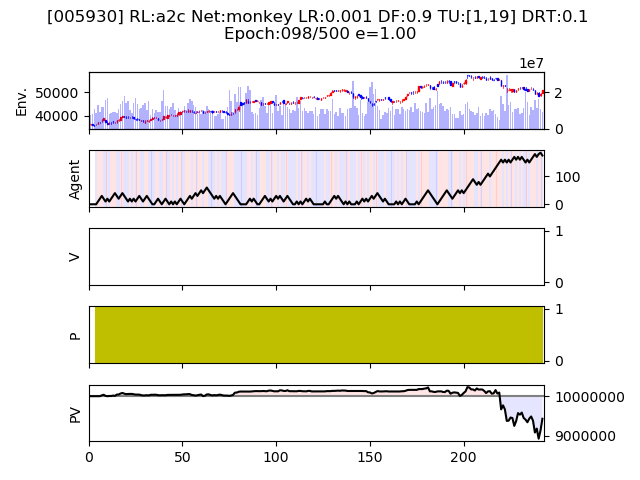 [005930] RL:a2c Net:monkey LR:0.001 DF:0.9 TU:[1,19] DRT:0.1
Epoch:098/500 e=1.00
1e7
Env.
50000
40000
2
0
Agent
100
0
V
1
0
P
1
0
PV
10000000
9000000
0 50 100 150 200